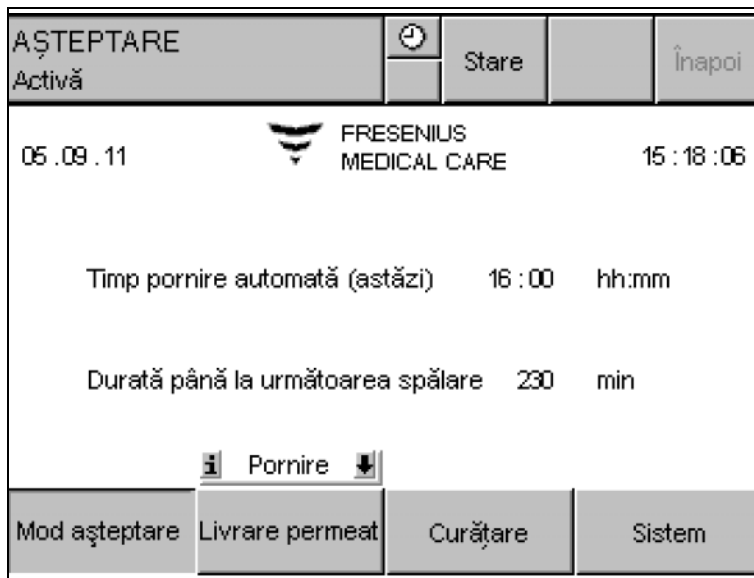 AȘTEPTARE
Activă
Stare
Înapoi
05.09.11
FRESENIUS
MEDICAL CARE
15:18:06
Timp pornire automată (astăzi) 16:00 hh:mm
Durată până la următoarea spălare 230 min
i Pornire
Mod așteptare
Livrare permeat
Curățare
Sistem